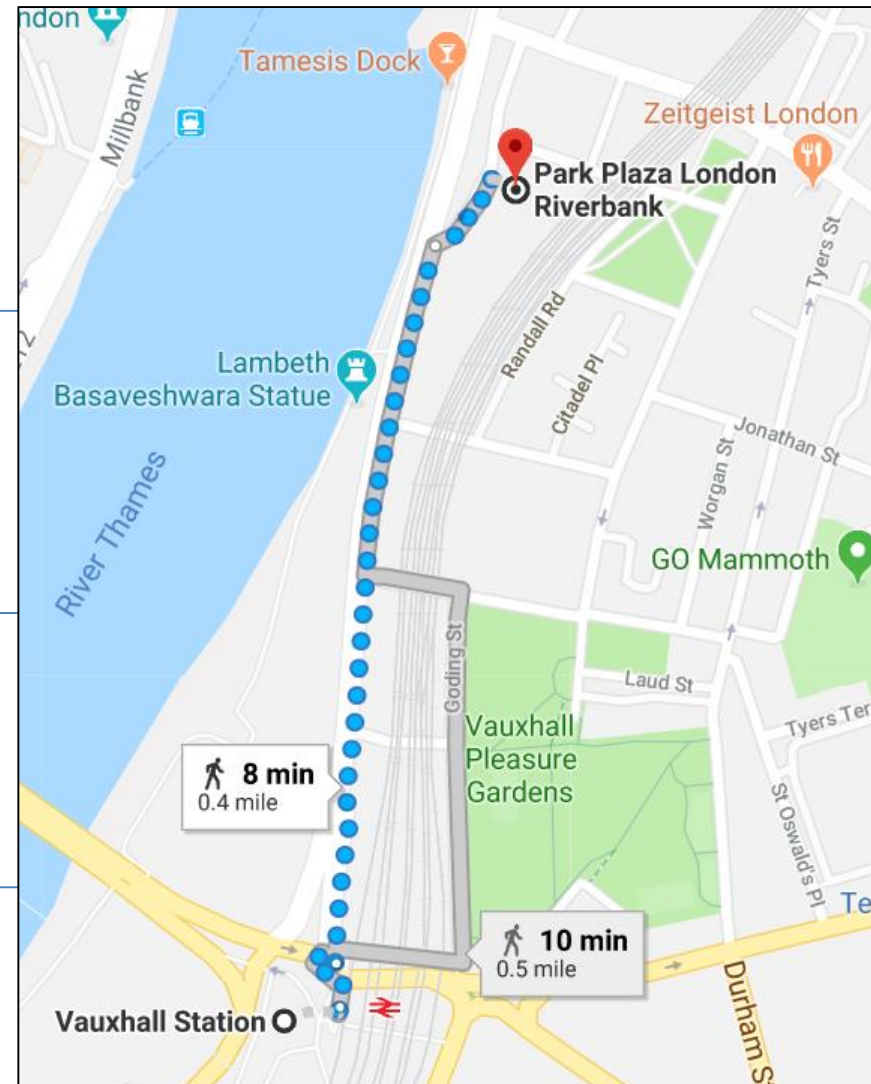 ndon
Millbank
Tamesis Dock
Zeitgeist London
Park Plaza London
Riverbank
Tyers St
Randall Rd
Citadel Pl
Lambeth
Basaveshwara Statue
Jonathan St
Worgan St
River Thames
GO Mammoth
Goding St
Laud St
Vauxhall
Pleasure
Gardens
Tyers Ter
8 min
0.4 mile
St Oswald's Pl
Te
10 min
0.5 mile
Durham S
Vauxhall Station